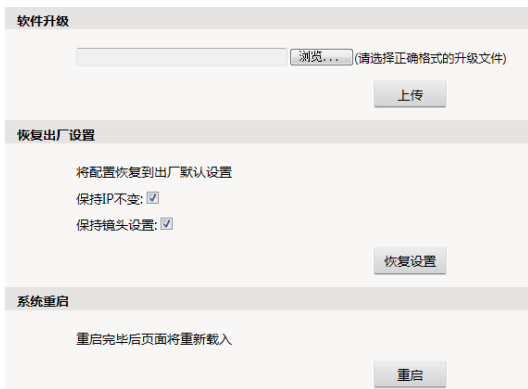 软件升级
浏览... (请选择正确格式的升级文件)
上传
恢复出厂设置
将配置恢复到出厂默认设置
保持IP不变:
保持镜头设置:
恢复设置
系统重启
重启完毕后页面将重新载入
重启